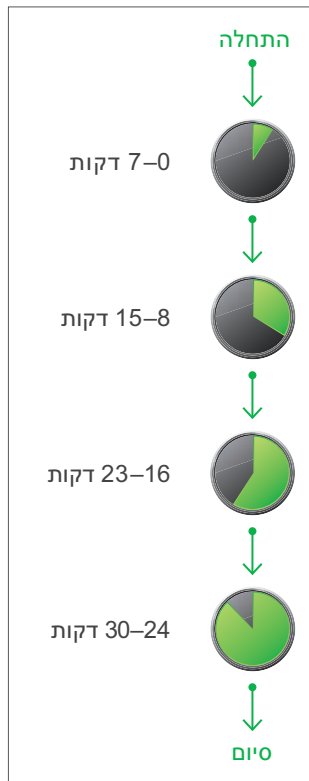 התחלה
0–7 דקות
8–15 דקות
16–23 דקות
24–30 דקות
סיום